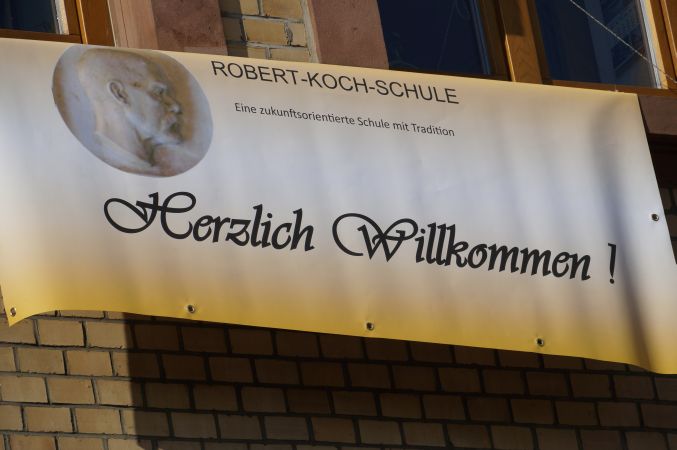 ROBERT-KOCH-SCHULE
Eine zukunftsorientierte Schule mit Tradition
Herzlich Willkommen !